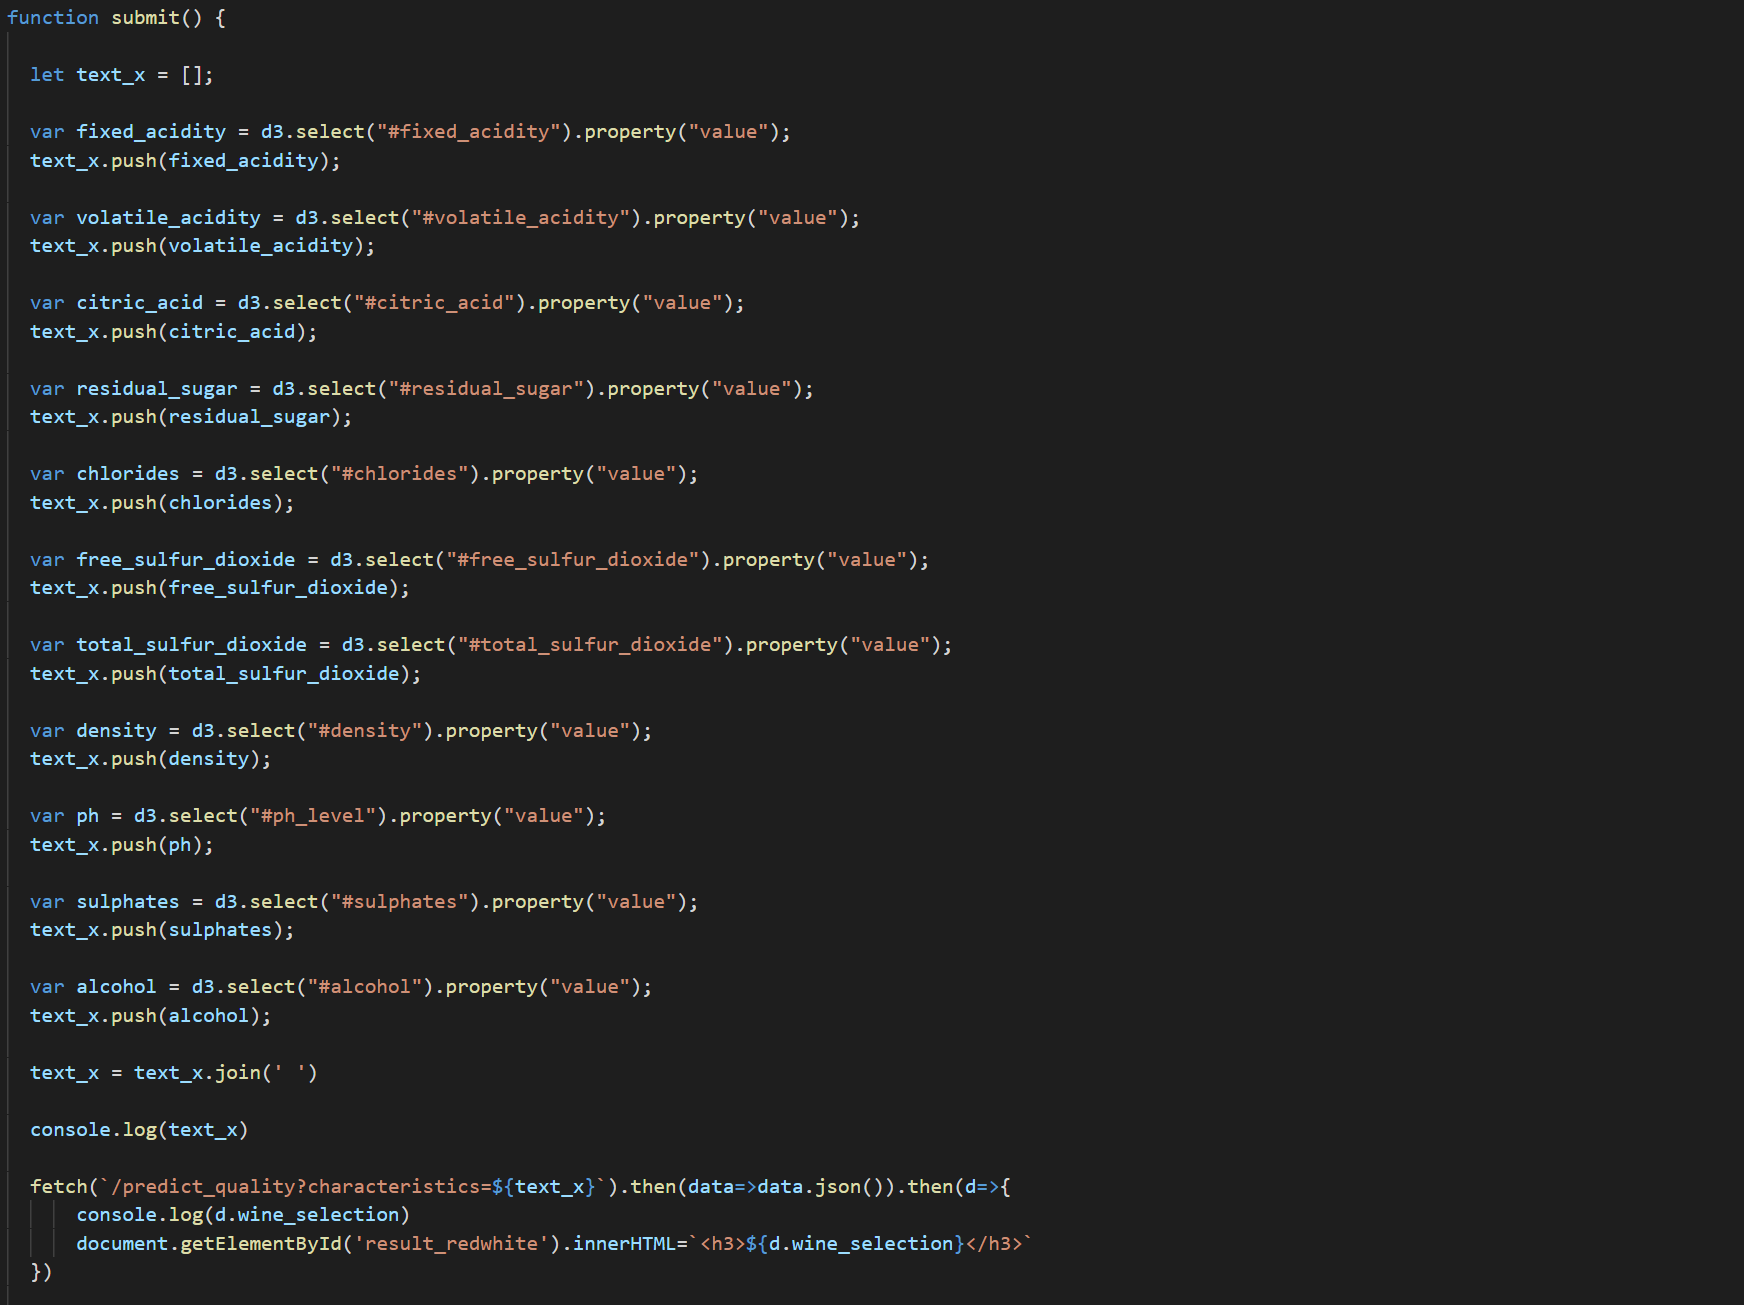 function submit() {
let text_x = [];
var fixed_acidity = d3.select("#fixed_acidity").property("value");
text_x.push(fixed_acidity);
var volatile_acidity = d3.select("#volatile_acidity").property("value");
text_x.push(volatile_acidity);
var citric_acid = d3.select("#citric_acid").property("value");
text_x.push(citric_acid);
var residual_sugar = d3.select("#residual_sugar").property("value");
text_x.push(residual_sugar);
var chlorides = d3.select("#chlorides").property("value");
text_x.push(chlorides);
var free_sulfur_dioxide = d3.select("#free_sulfur_dioxide").property("value");
text_x.push(free_sulfur_dioxide);
var total_sulfur_dioxide = d3.select("#total_sulfur_dioxide").property("value");
text_x.push(total_sulfur_dioxide);
var density = d3.select("#density").property("value");
text_x.push(density);
var ph = d3.select("#ph_level").property("value");
text_x.push(ph);
var sulphates = d3.select("#sulphates").property("value");
text_x.push(sulphates);
var alcohol = d3.select("#alcohol").property("value");
text_x.push(alcohol);
text_x = text_x.join(' ')
console.log(text_x)
fetch(`/predict_quality?characteristics=${text_x}`).then(data=>data.json()).then(d=>{
console.log(d.wine_selection)
document.getElementById('result_redwhite').innerHTML=`<h3>${d.wine_selection}</h3>`
})